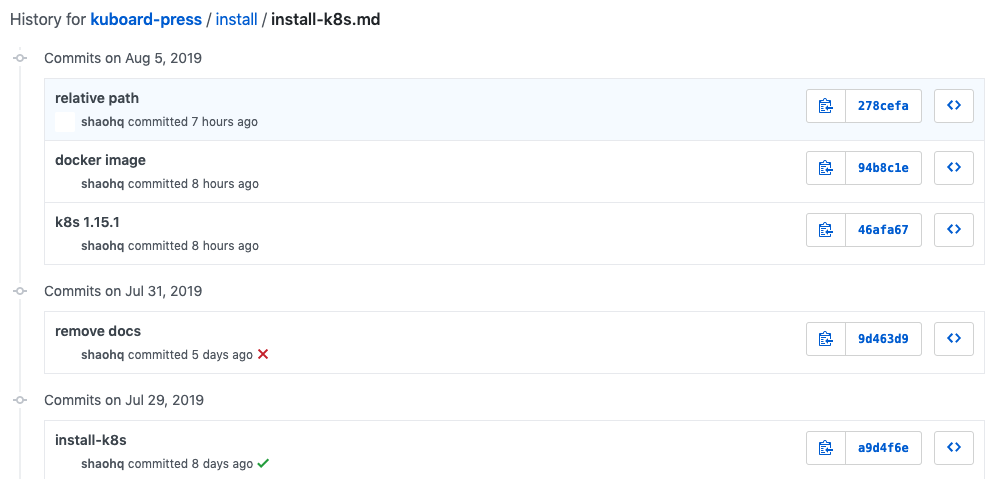 History for kuboard-press / install / install-k8s.md
Commits on Aug 5, 2019
relative path
278cefa
shaohq committed 7 hours ago
docker image
94b8c1e
shaohq committed 8 hours ago
k8s 1.15.1
46afa67
shaohq committed 8 hours ago
Commits on Jul 31, 2019
remove docs
9d463d9
shaohq committed 5 days ago
Commits on Jul 29, 2019
install-k8s
a9d4f6e
shaohq committed 8 days ago